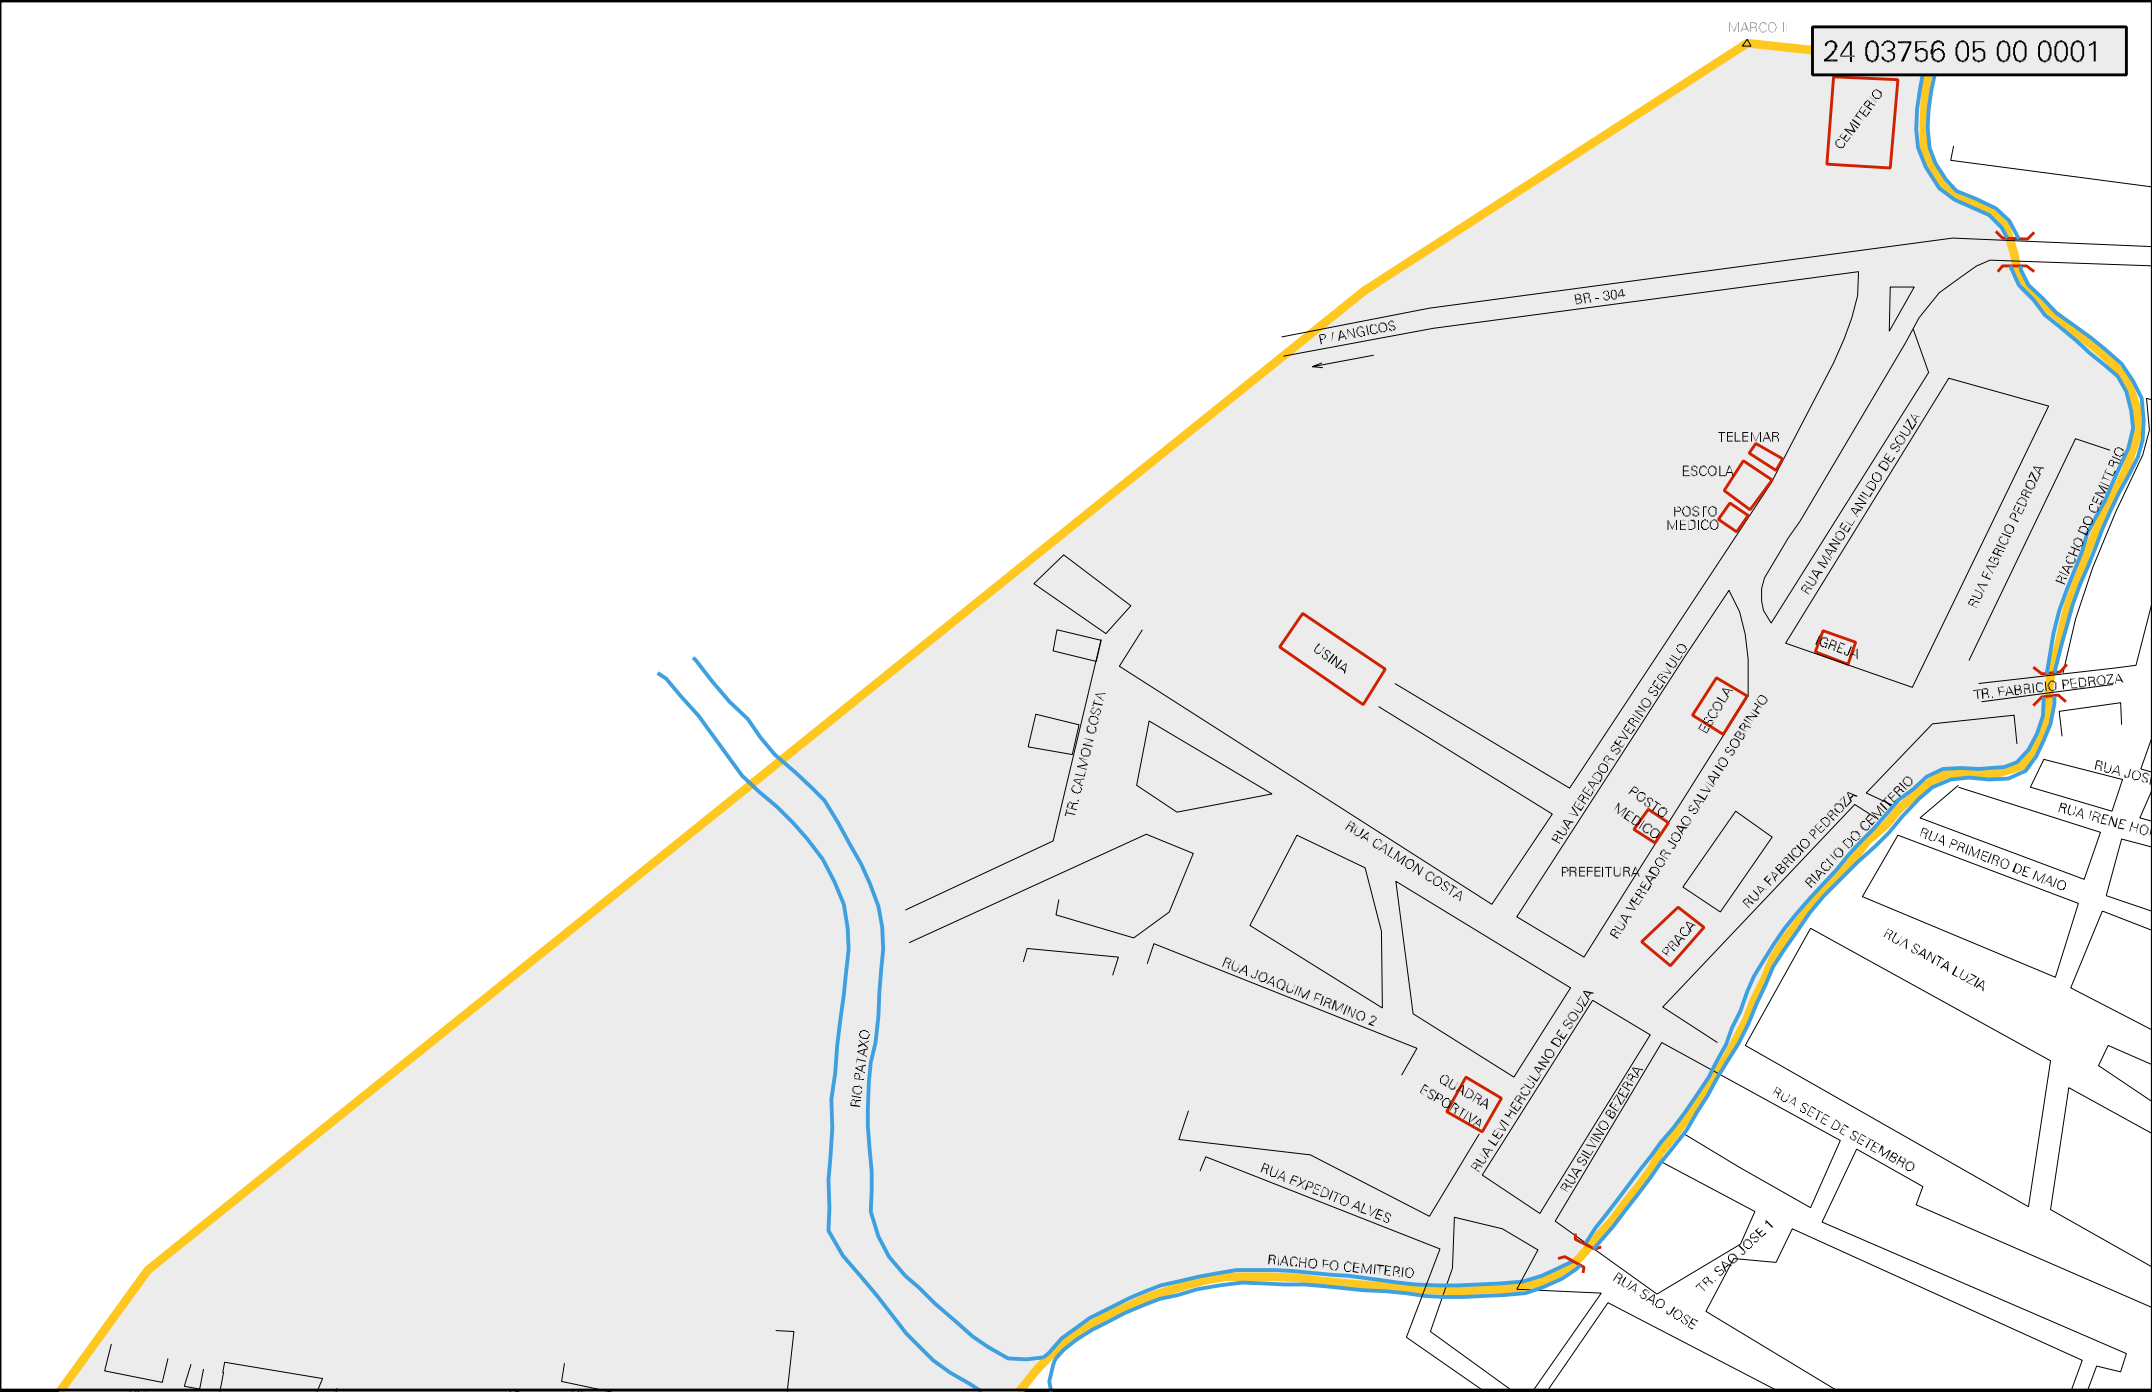 MARCO II
24 03756 05 00 0001
CEMITERIO
BR - 304
P / ANGICOS
TELEMAR
ESCOLA
POSTO
MEDICO
RUA MANOEL ANILDO DE SOUZA
RUA FABRICIO PEDROZA
RIACHO DO CEMITERIO
USINA
IGREJA
RUA VEREADOR SEVERINO SERVULO
ESCOLA
TR. FABRICIO PEDROZA
TR. CALMON COSTA
RUA VEREADOR JOAO SALVIANO SOBRINHO
POSTO
MEDICO
RUA JOS
RUA IRENE HO
RUA CALMON COSTA
PREFEITURA
RUA FABRICIO PEDROZA
RIACHO DO CEMITERIO
RUA PRIMEIRO DE MAIO
PRACA
RUA SANTA LUZIA
RUA JOAQUIM FIRMINO 2
RIO PATAXO
QUADRA
ESPORTIVA
RUA LEVI HERCULANO DE SOUZA
RUA SILVINO BEZERRA
RUA SETE DE SETEMBRO
RUA EXPEDITO ALVES
RIACHO FO CEMITERIO
TR. SAO JOSE 1
RUA SAO JOSE